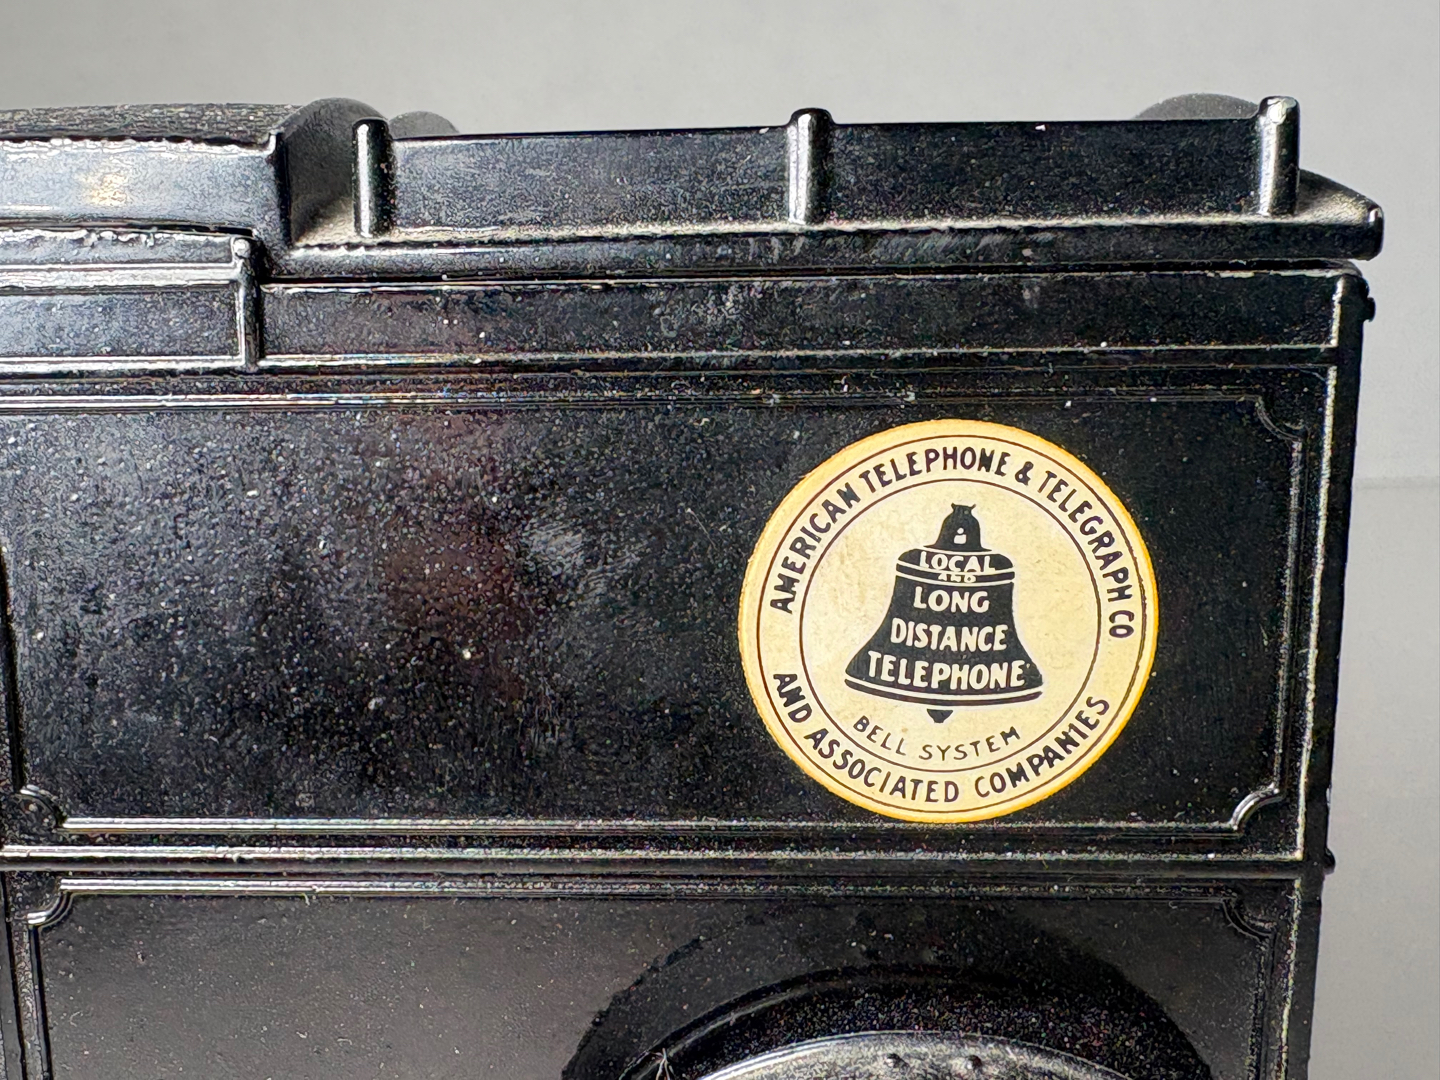 AMERICAN TELEPHONE & TELEGRAPH CO
LOCAL
AND
LONG
DISTANCE
TELEPHONE
BELL SYSTEM
AND ASSOCIATED COMPANIES